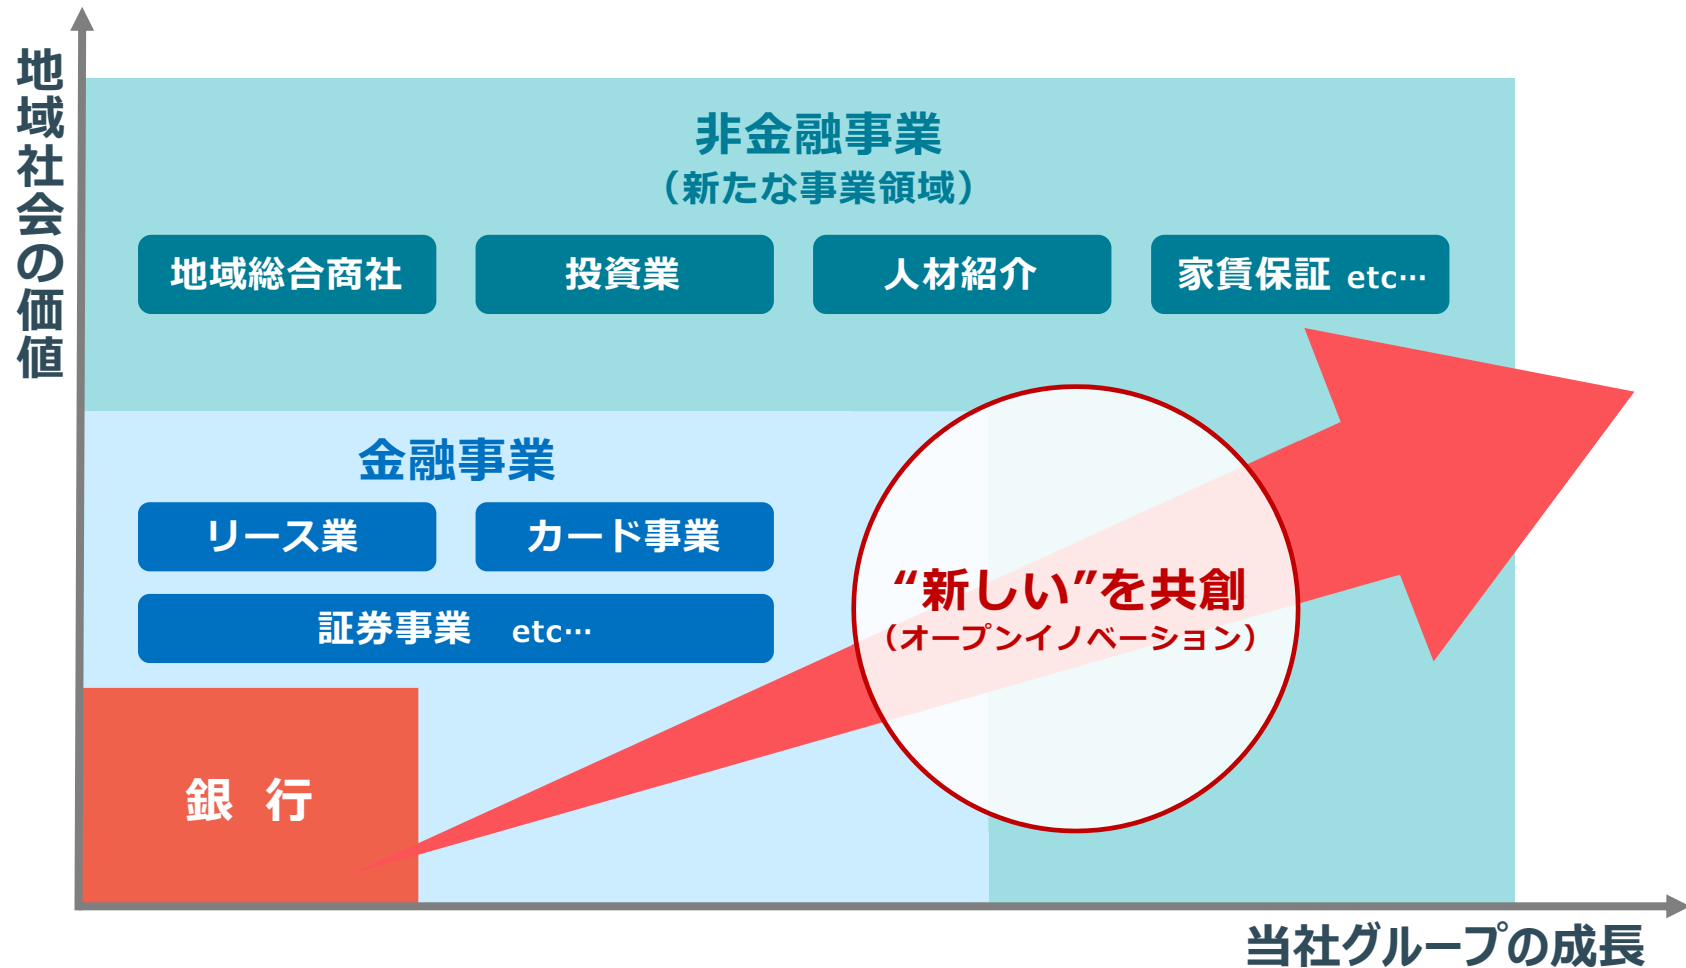 地域社会の価値
非金融事業
（新たな事業領域）
地域総合商社
投資業
人材紹介
家賃保証 etc…
金融事業
リース業
カード事業
証券事業 etc…
“新しい”を共創
（オープンイノベーション）
銀 行
当社グループの成長